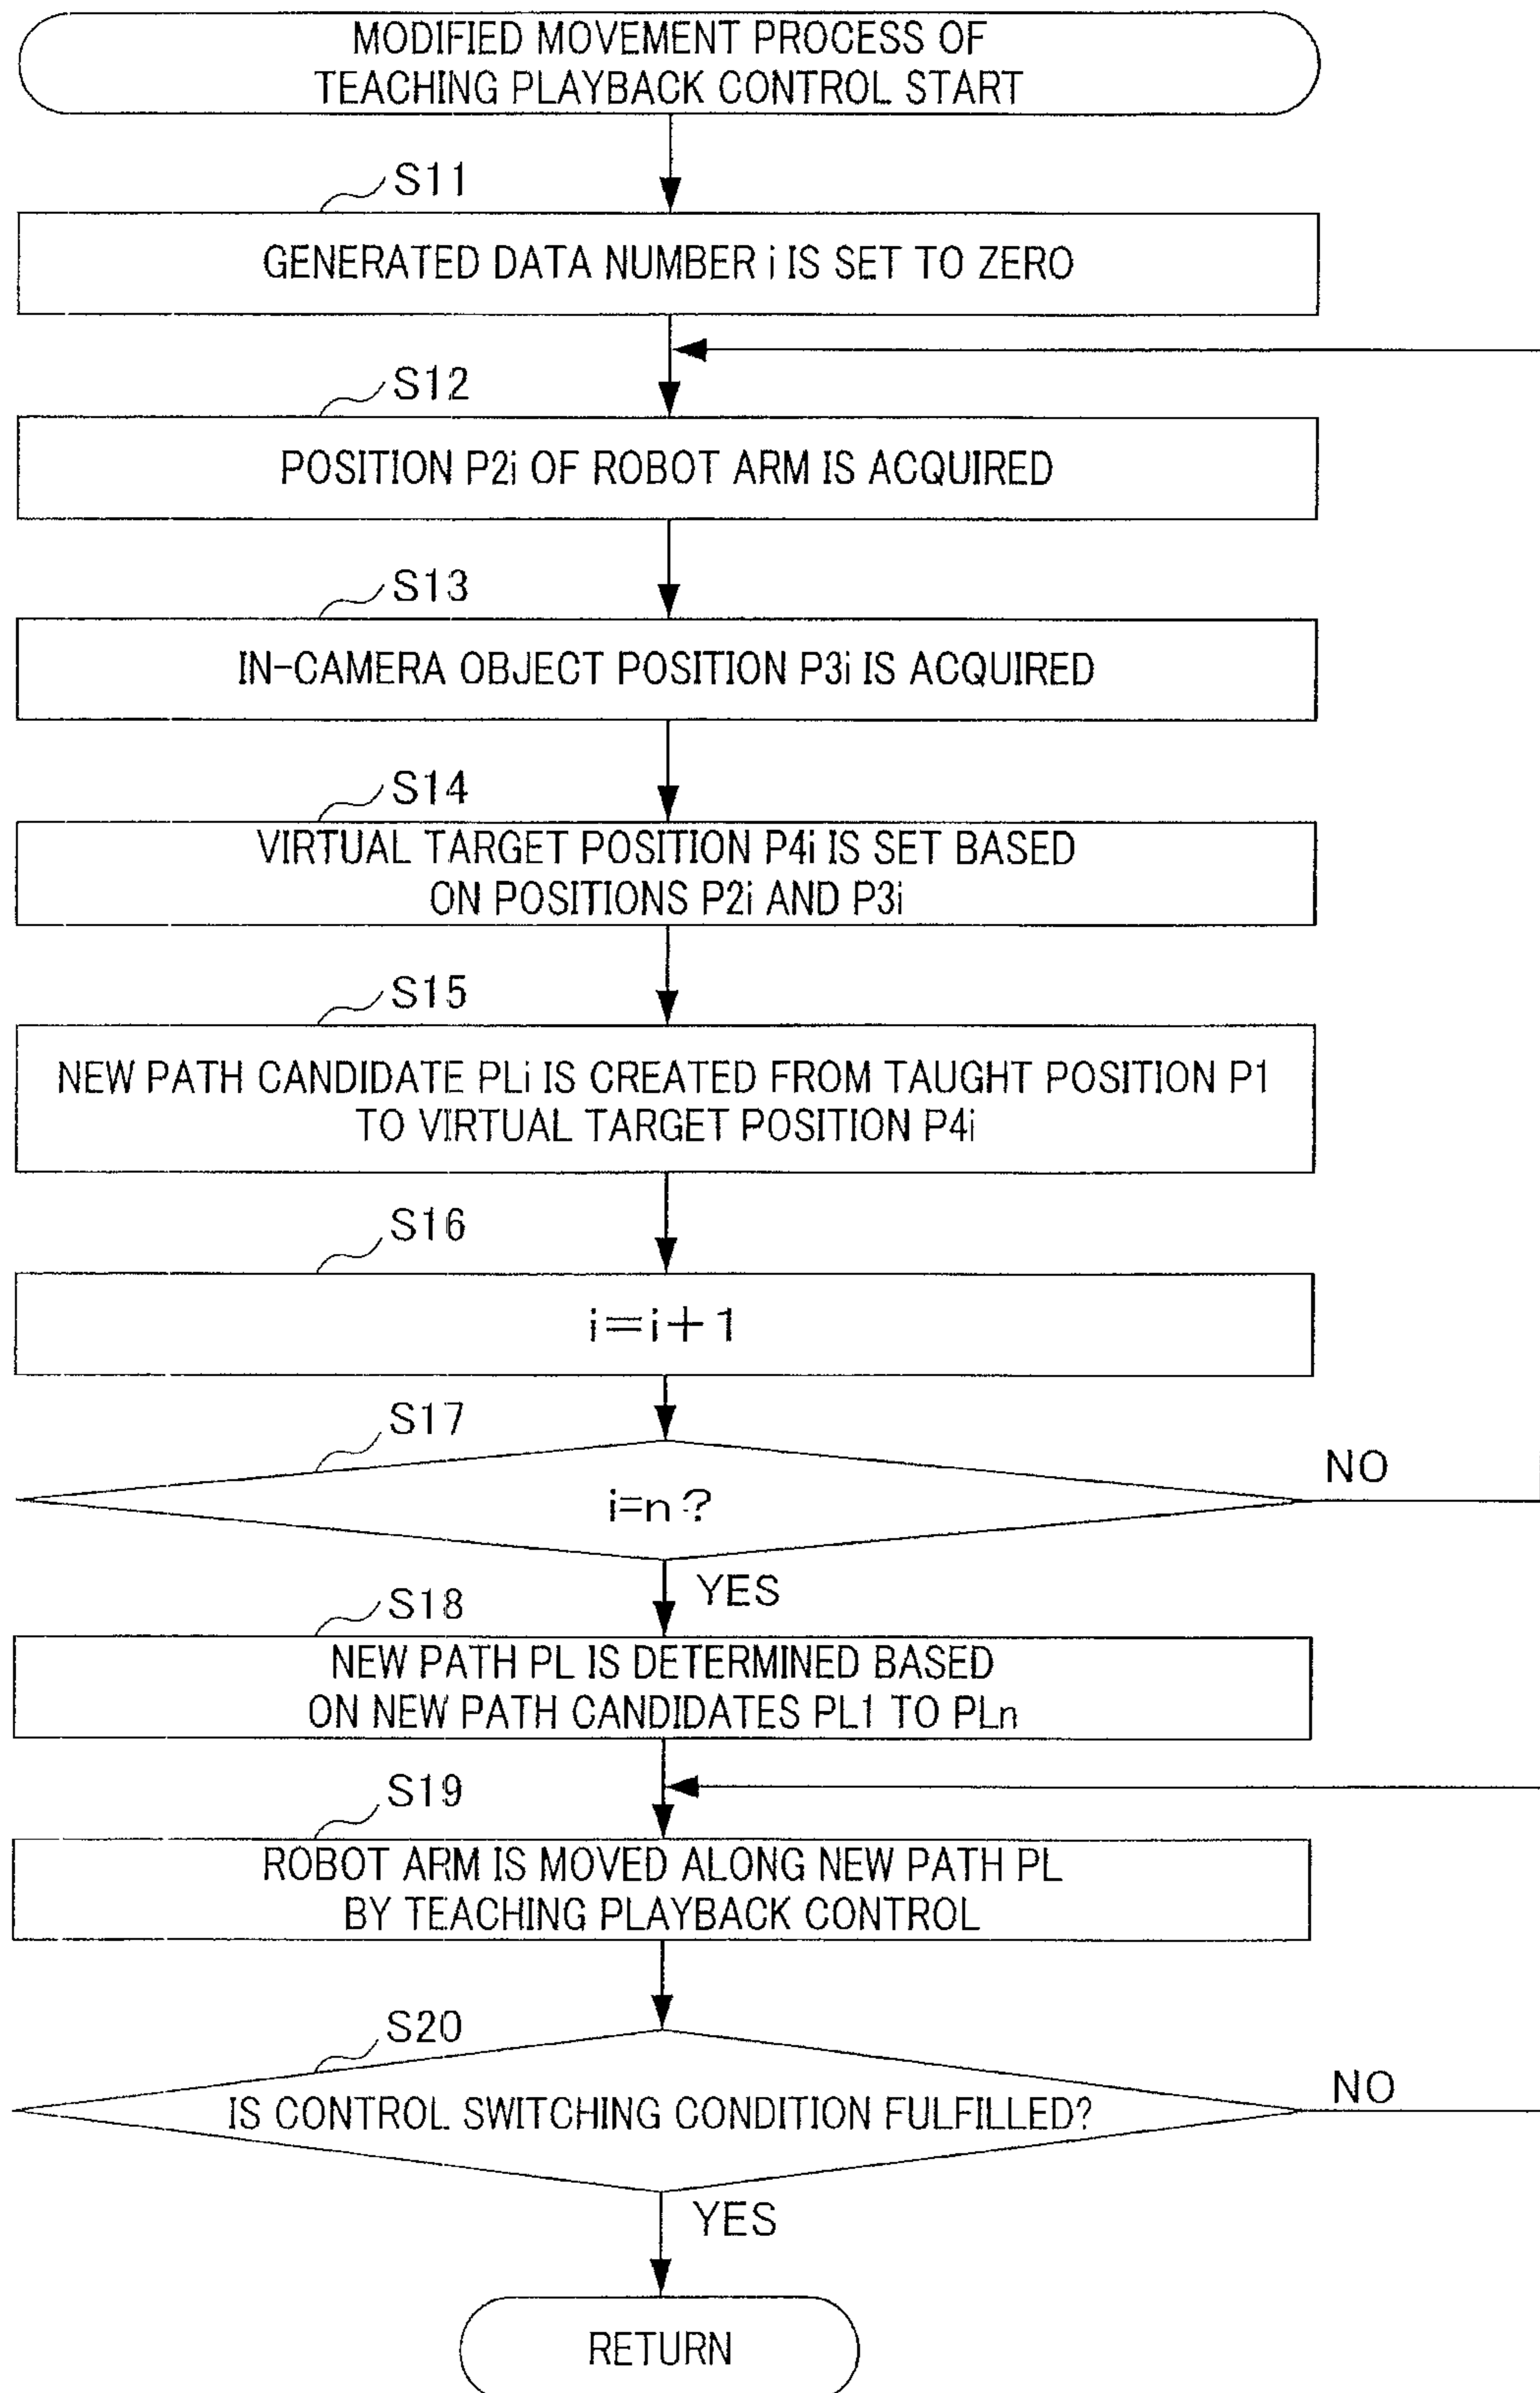 MODIFIED MOVEMENT PROCESS OF
TEACHING PLAYBACK CONTROL START
S11
GENERATED DATA NUMBER i IS SET TO ZERO
S12
POSITION P2i OF ROBOT ARM IS ACQUIRED
S13
IN-CAMERA OBJECT POSITION P3i IS ACQUIRED
S14
VIRTUAL TARGET POSITION P4i IS SET BASED
ON POSITIONS P2i AND P3i
S15
NEW PATH CANDIDATE PLi IS CREATED FROM TAUGHT POSITION P1
TO VIRTUAL TARGET POSITION P4i
S16
i=i+1
S17
NO
i=n?
YES
S18
NEW PATH PL IS DETERMINED BASED
ON NEW PATH CANDIDATES PL1 TO PLn
S19
ROBOT ARM IS MOVED ALONG NEW PATH PL
BY TEACHING PLAYBACK CONTROL
S20
NO
IS CONTROL SWITCHING CONDITION FULFILLED?
YES
RETURN